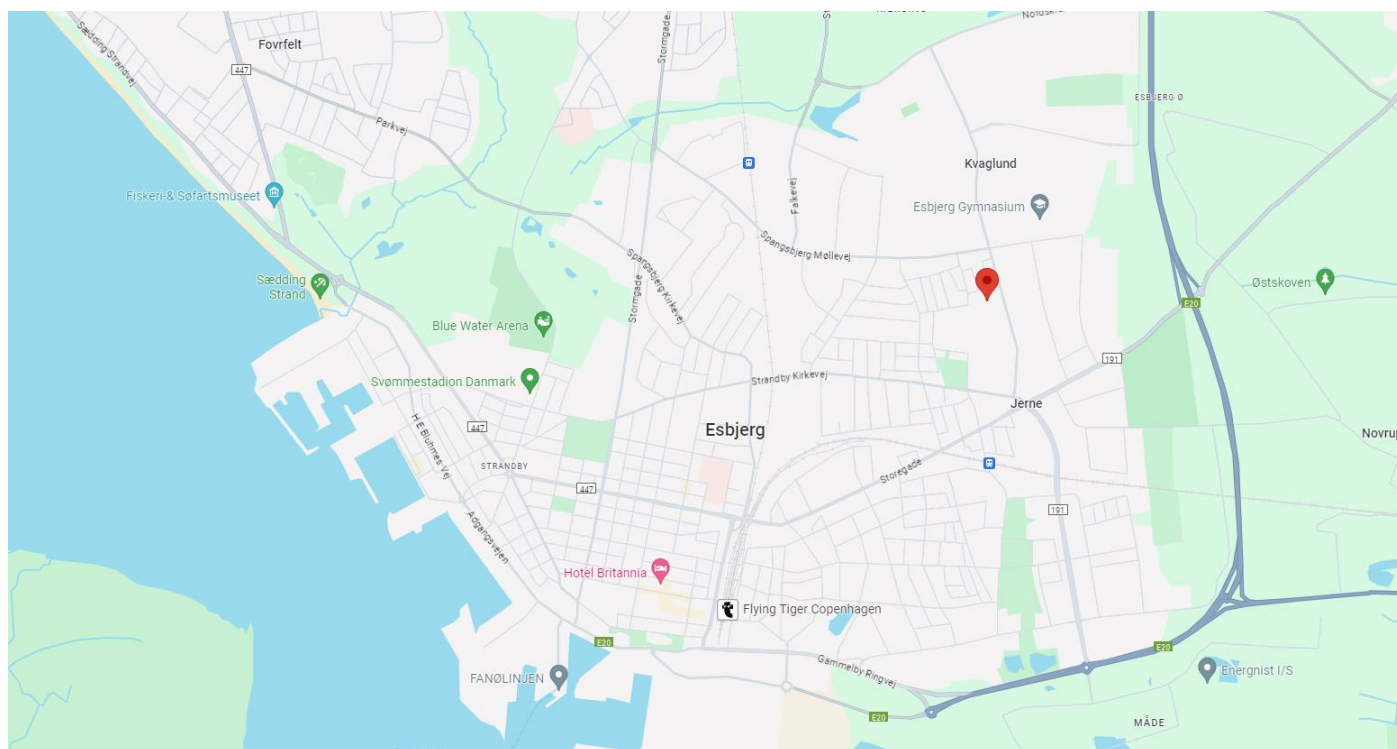 Sædding Strandvej
Fovrfelt
447
Parkvej
Stormgade
ESBJERG Ø
Kvaglund
Fiskeri-& Søfartsmuseet
Falkevej
Esbjerg Gymnasium
Spangsbjerg Møllevej
Spangsbjerg Kirkevej
Sædding
Strand
Stormgade
Østskoven
E20
Blue Water Arena
191
Svømmestadion Danmark
Strandby Kirkevej
Jerne
447
H E Bluhmes Vej
Esbjerg
Novrup
STRANDBY
447
Storegade
191
Adgangsvejen
Hotel Britannia
Flying Tiger Copenhagen
E20
E20
FANØLINJEN
Gammelby Ringvej
Energnist I/S
E20
MÅDE